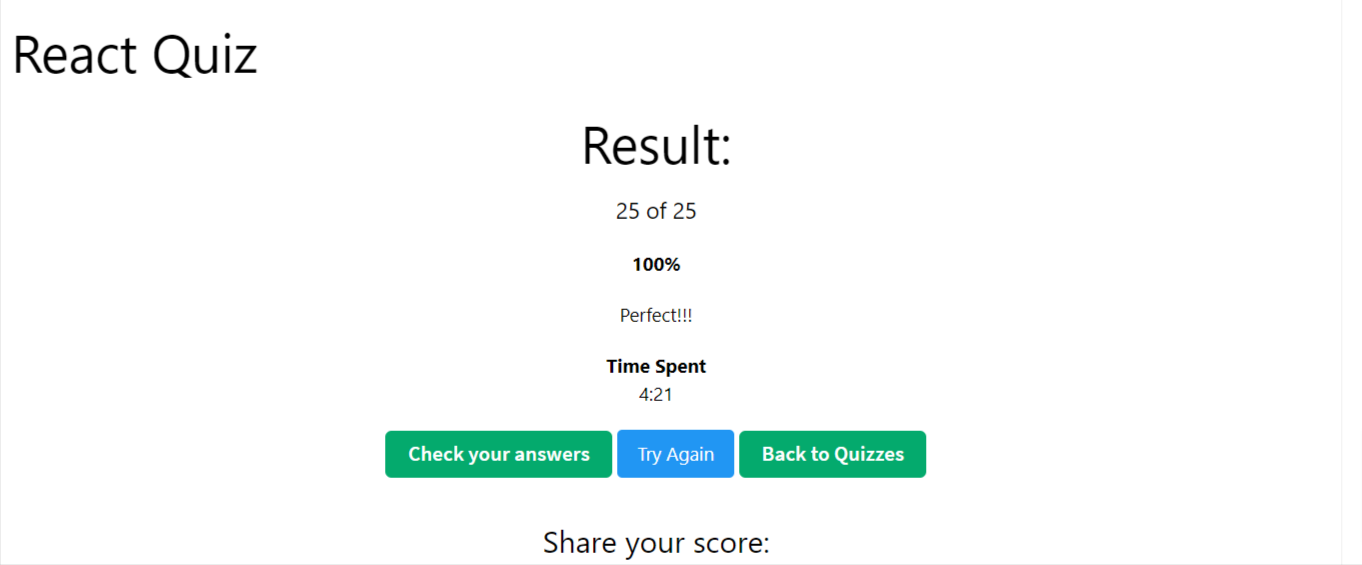 React Quiz
Result:
25 of 25
100%
Perfect!!!
Time Spent
4:21
Check your answers Try Again Back to Quizzes
Share your score: